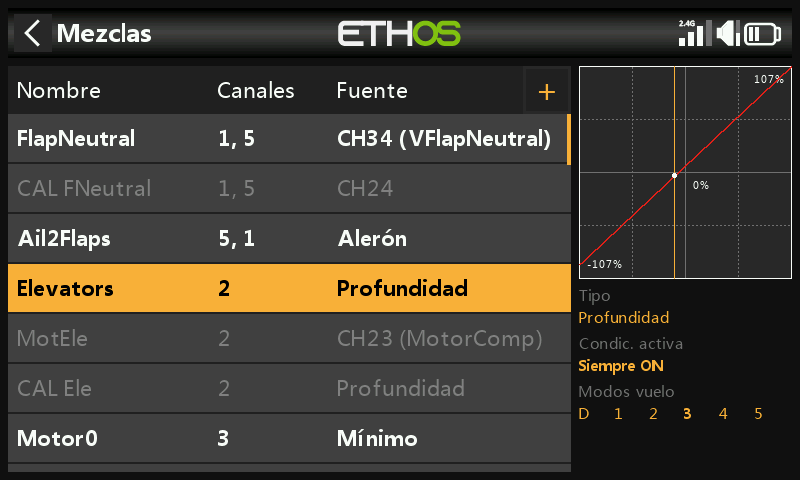 Mezclas
ETHOS
2.4G
Nombre Canales Fuente +
FlapNeutral 1, 5 CH34 (VFlapNeutral)
CAL FNeutral 1, 5 CH24
Ail2Flaps 5, 1 Alerón
Elevators 2 Profundidad
MotEle 2 CH23 (MotorComp)
CAL Ele 2 Profundidad
Motor0 3 Mínimo
107%
0%
-107%
Tipo
Profundidad
Condic. activa
Siempre ON
Modos vuelo
D 1 2 3 4 5